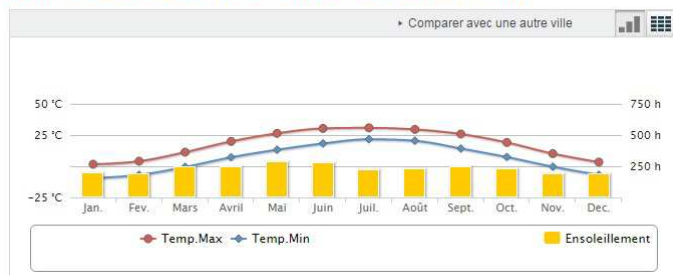 Comparer avec une autre ville
50 °C 750 h
25 °C 500 h
250 h
-25 °C
Jan. Fev. Mars Avril Mai Juin Juil. Août Sept. Oct. Nov. Dec.
Temp.Max Temp.Min Ensoleillement